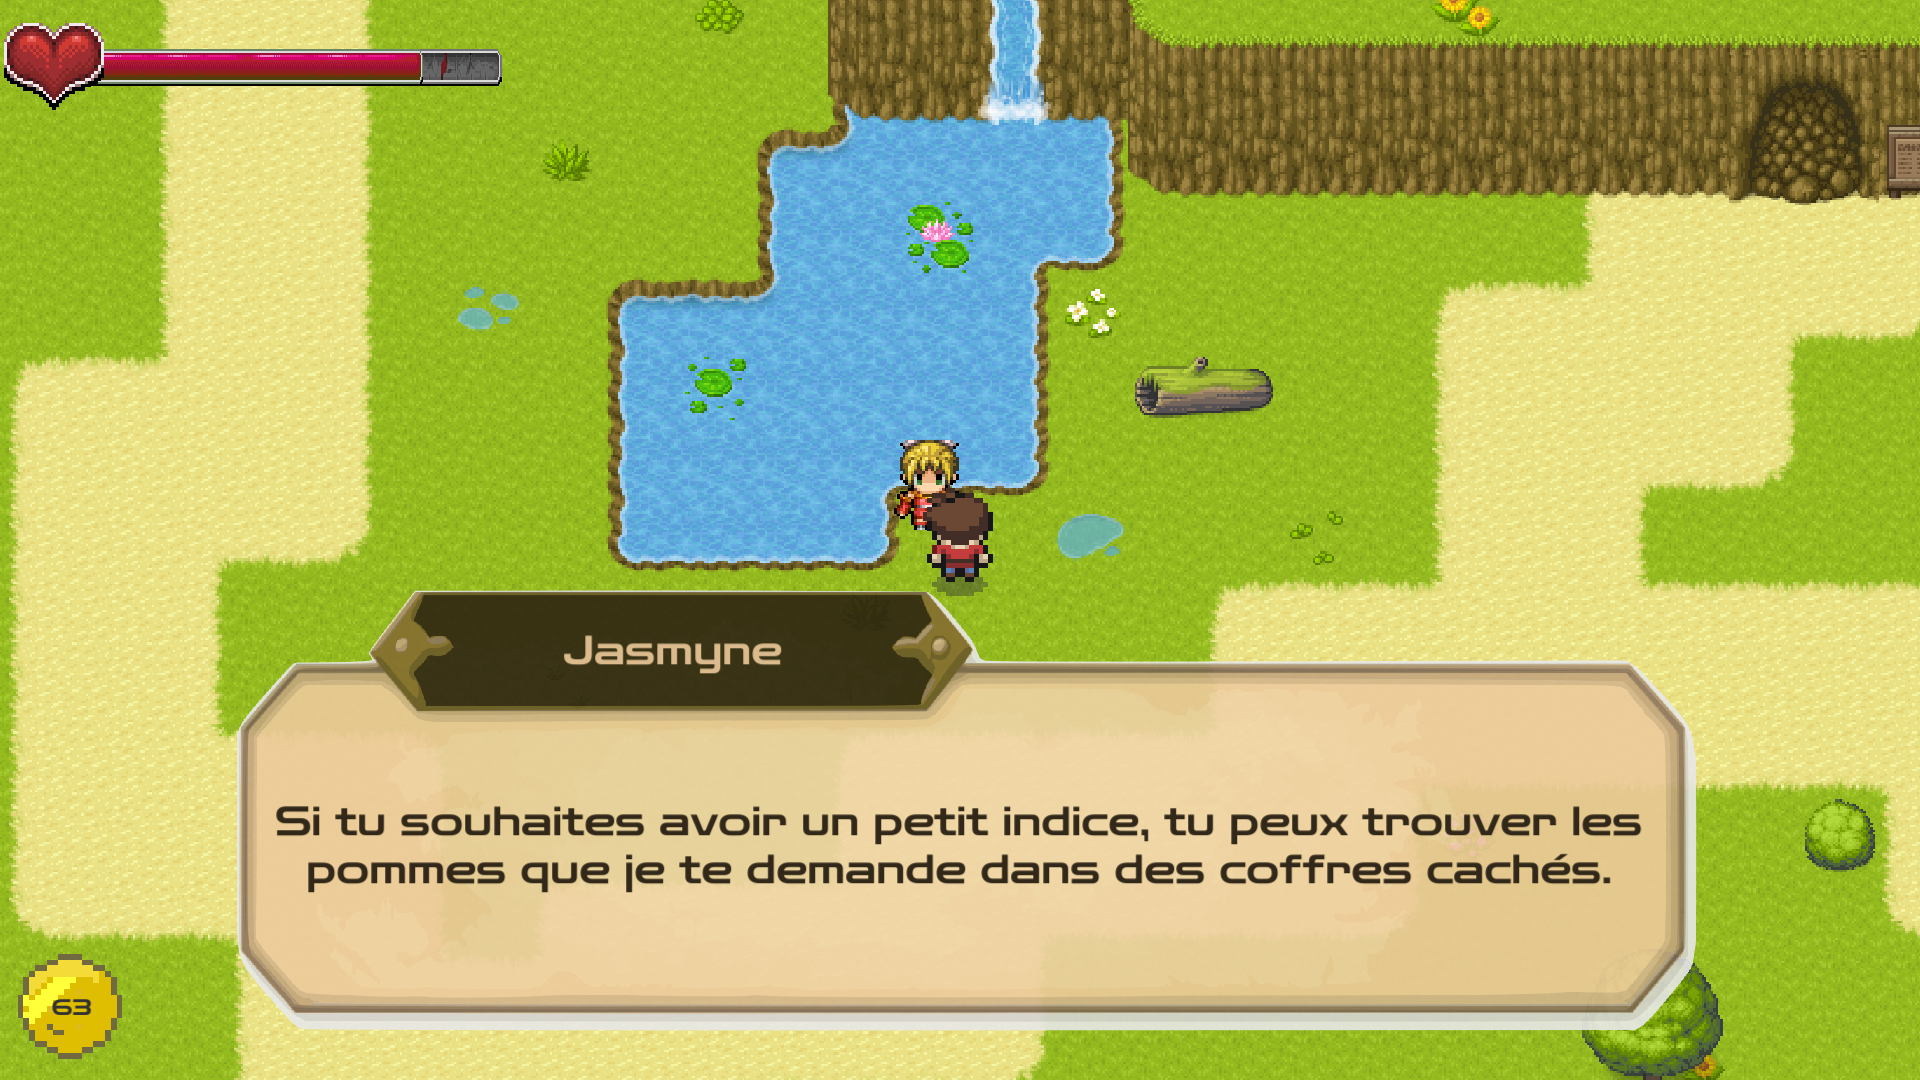 Jasmyne
Si tu souhaites avoir un petit indice, tu peux trouver les
pommes que je te demande dans des coffres cachés.
63